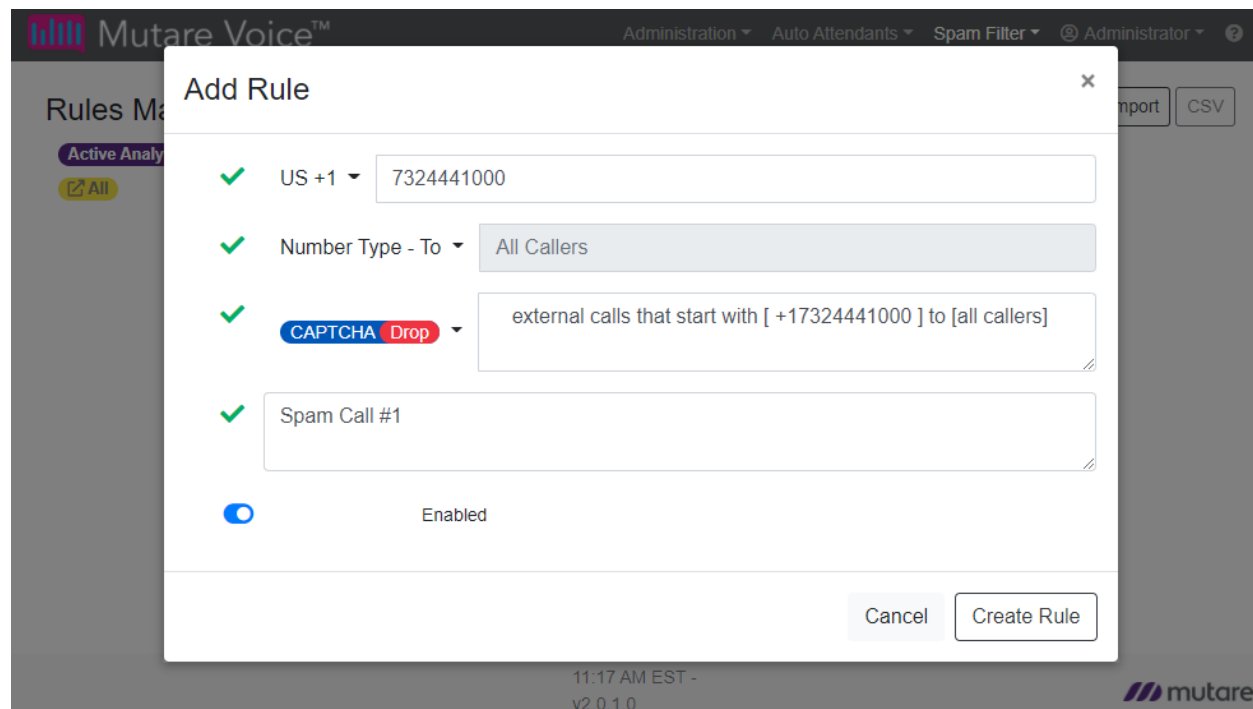 Mutare Voice™
Administration Auto Attendants Spam Filter Administrator ?
Add Rule ×
Rules Ma
mport CSV
Active Analy
All
US +1 7324441000
Number Type - To All Callers
CAPTCHA Drop external calls that start with [ +17324441000 ] to [all callers]
Spam Call #1
Enabled
Cancel Create Rule
11:17 AM EST -
v2.0.1.0
mutare